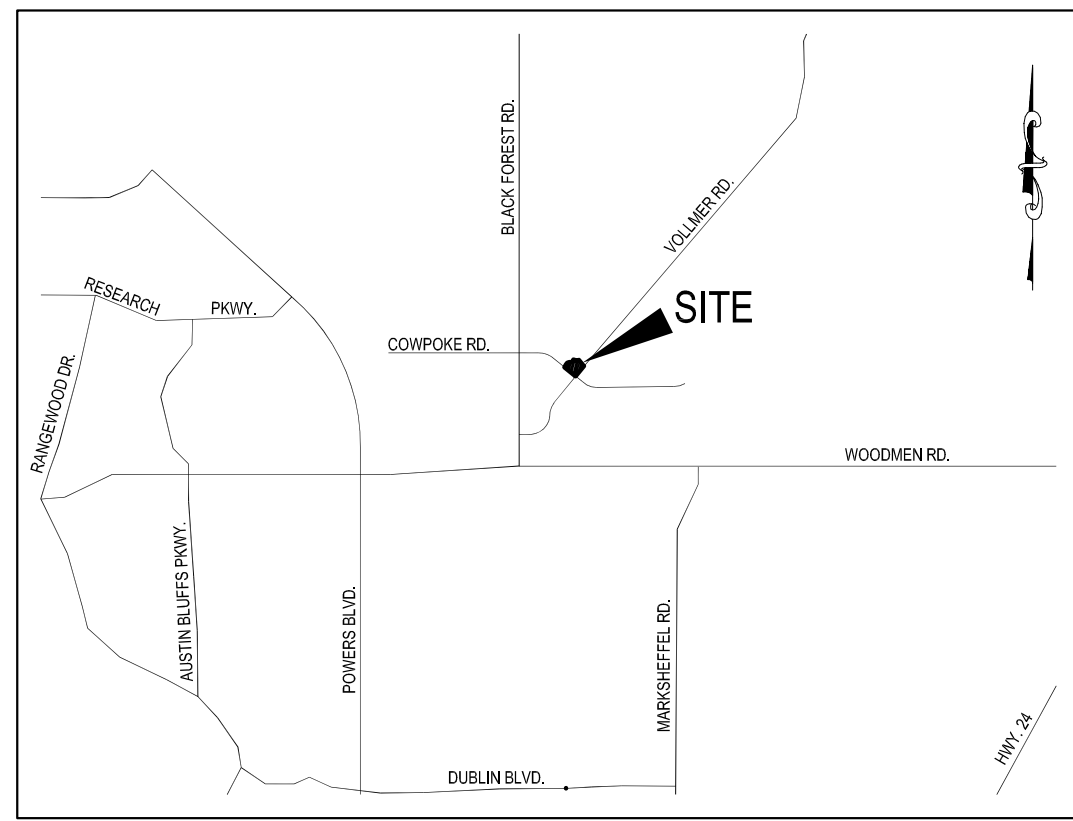 BLACK FOREST RD.
VOLLMER RD.
RESEARCH
PKWY.
SITE
COWPOKE RD.
RANGEWOOD DR.
WOODMEN RD.
AUSTIN BLUFFS PKWY.
POWERS BLVD.
MARKSHEFFEL RD.
HWY. 24
DUBLIN BLVD.